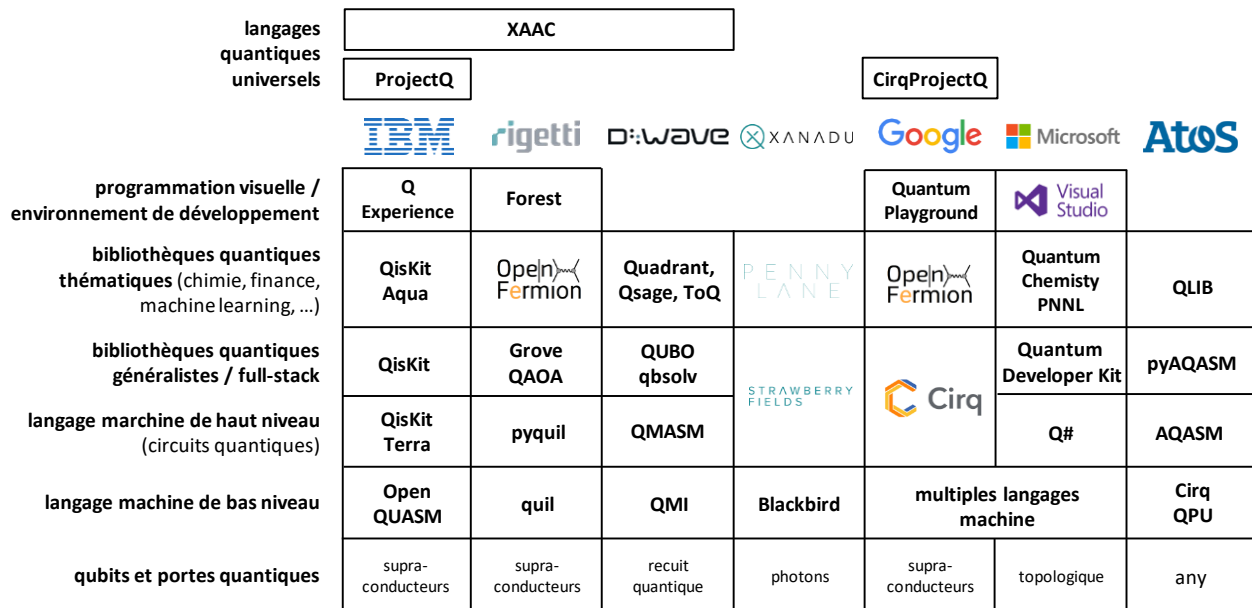 langages
quantiques
universels
XAAC
ProjectQ
CirqProjectQ
IBM
rigetti
D:wave
XANADU
Google
Microsoft
Atos
programmation visuelle /
environnement de développement
Q
Experience
Forest
Quantum
Playground
Visual
Studio
bibliothèques quantiques
thématiques (chimie, finance,
machine learning, …)
QisKit
Aqua
Ope|n⟩
Fermion
Quadrant,
Qsage, ToQ
PENNY
LANE
Ope|n⟩
Fermion
Quantum
Chemisty
PNNL
QLIB
bibliothèques quantiques
généralistes / full-stack
QisKit
Grove
QAOA
QUBO
qbsolv
STRAWBERRY
FIELDS
Cirq
Quantum
Developer Kit
pyAQASM
langage marchine de haut niveau
(circuits quantiques)
QisKit
Terra
pyquil
QMASM
Q#
AQASM
langage machine de bas niveau
Open
QUASM
quil
QMI
Blackbird
multiples langages
machine
Cirq
QPU
qubits et portes quantiques
supra-
conducteurs
supra-
conducteurs
recuit
quantique
photons
supra-
conducteurs
topologique
any